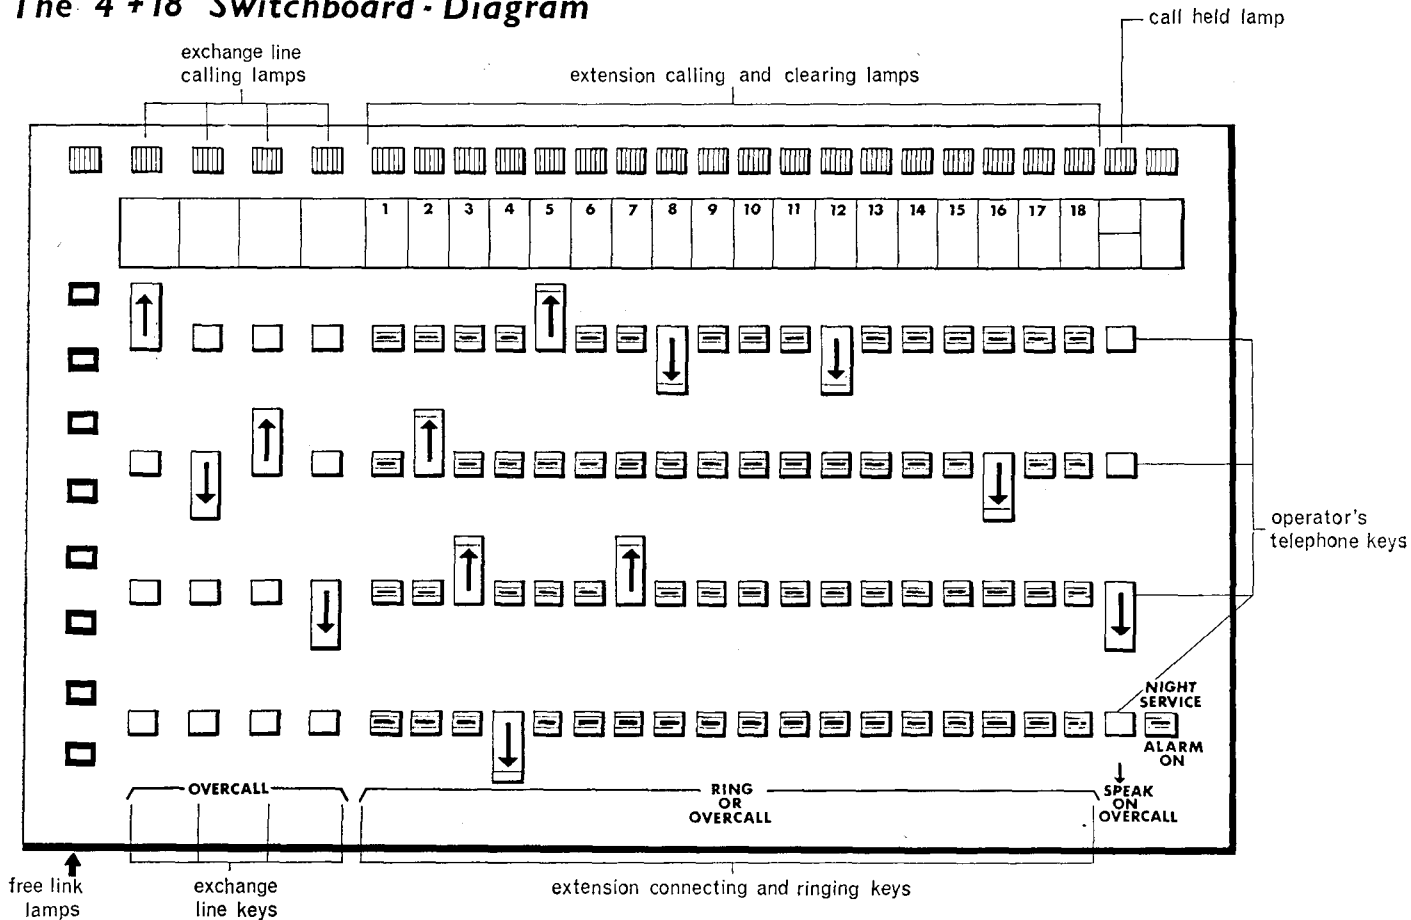 The '4 + 18' Switchboard - Diagram
call held lamp
exchange line
calling lamps
extension calling and clearing lamps
1 2 3 4 5 6 7 8 9 10 11 12 13 14 15 16 17 18
operator's
telephone keys
NIGHT
SERVICE
ALARM
ON
OVERCALL
RING
OR
OVERCALL
SPEAK
ON
OVERCALL
free link
lamps
exchange
line keys
extension connecting and ringing keys